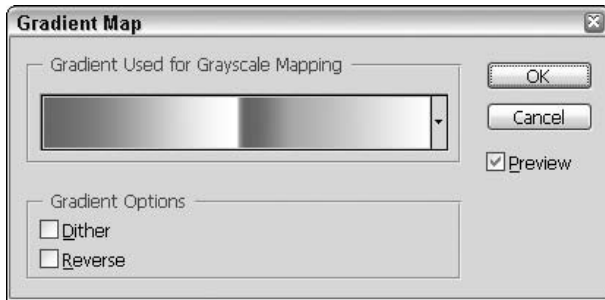 Gradient Map
Gradient Used for Grayscale Mapping
OK
Cancel
Preview
Gradient Options
Dither
Reverse